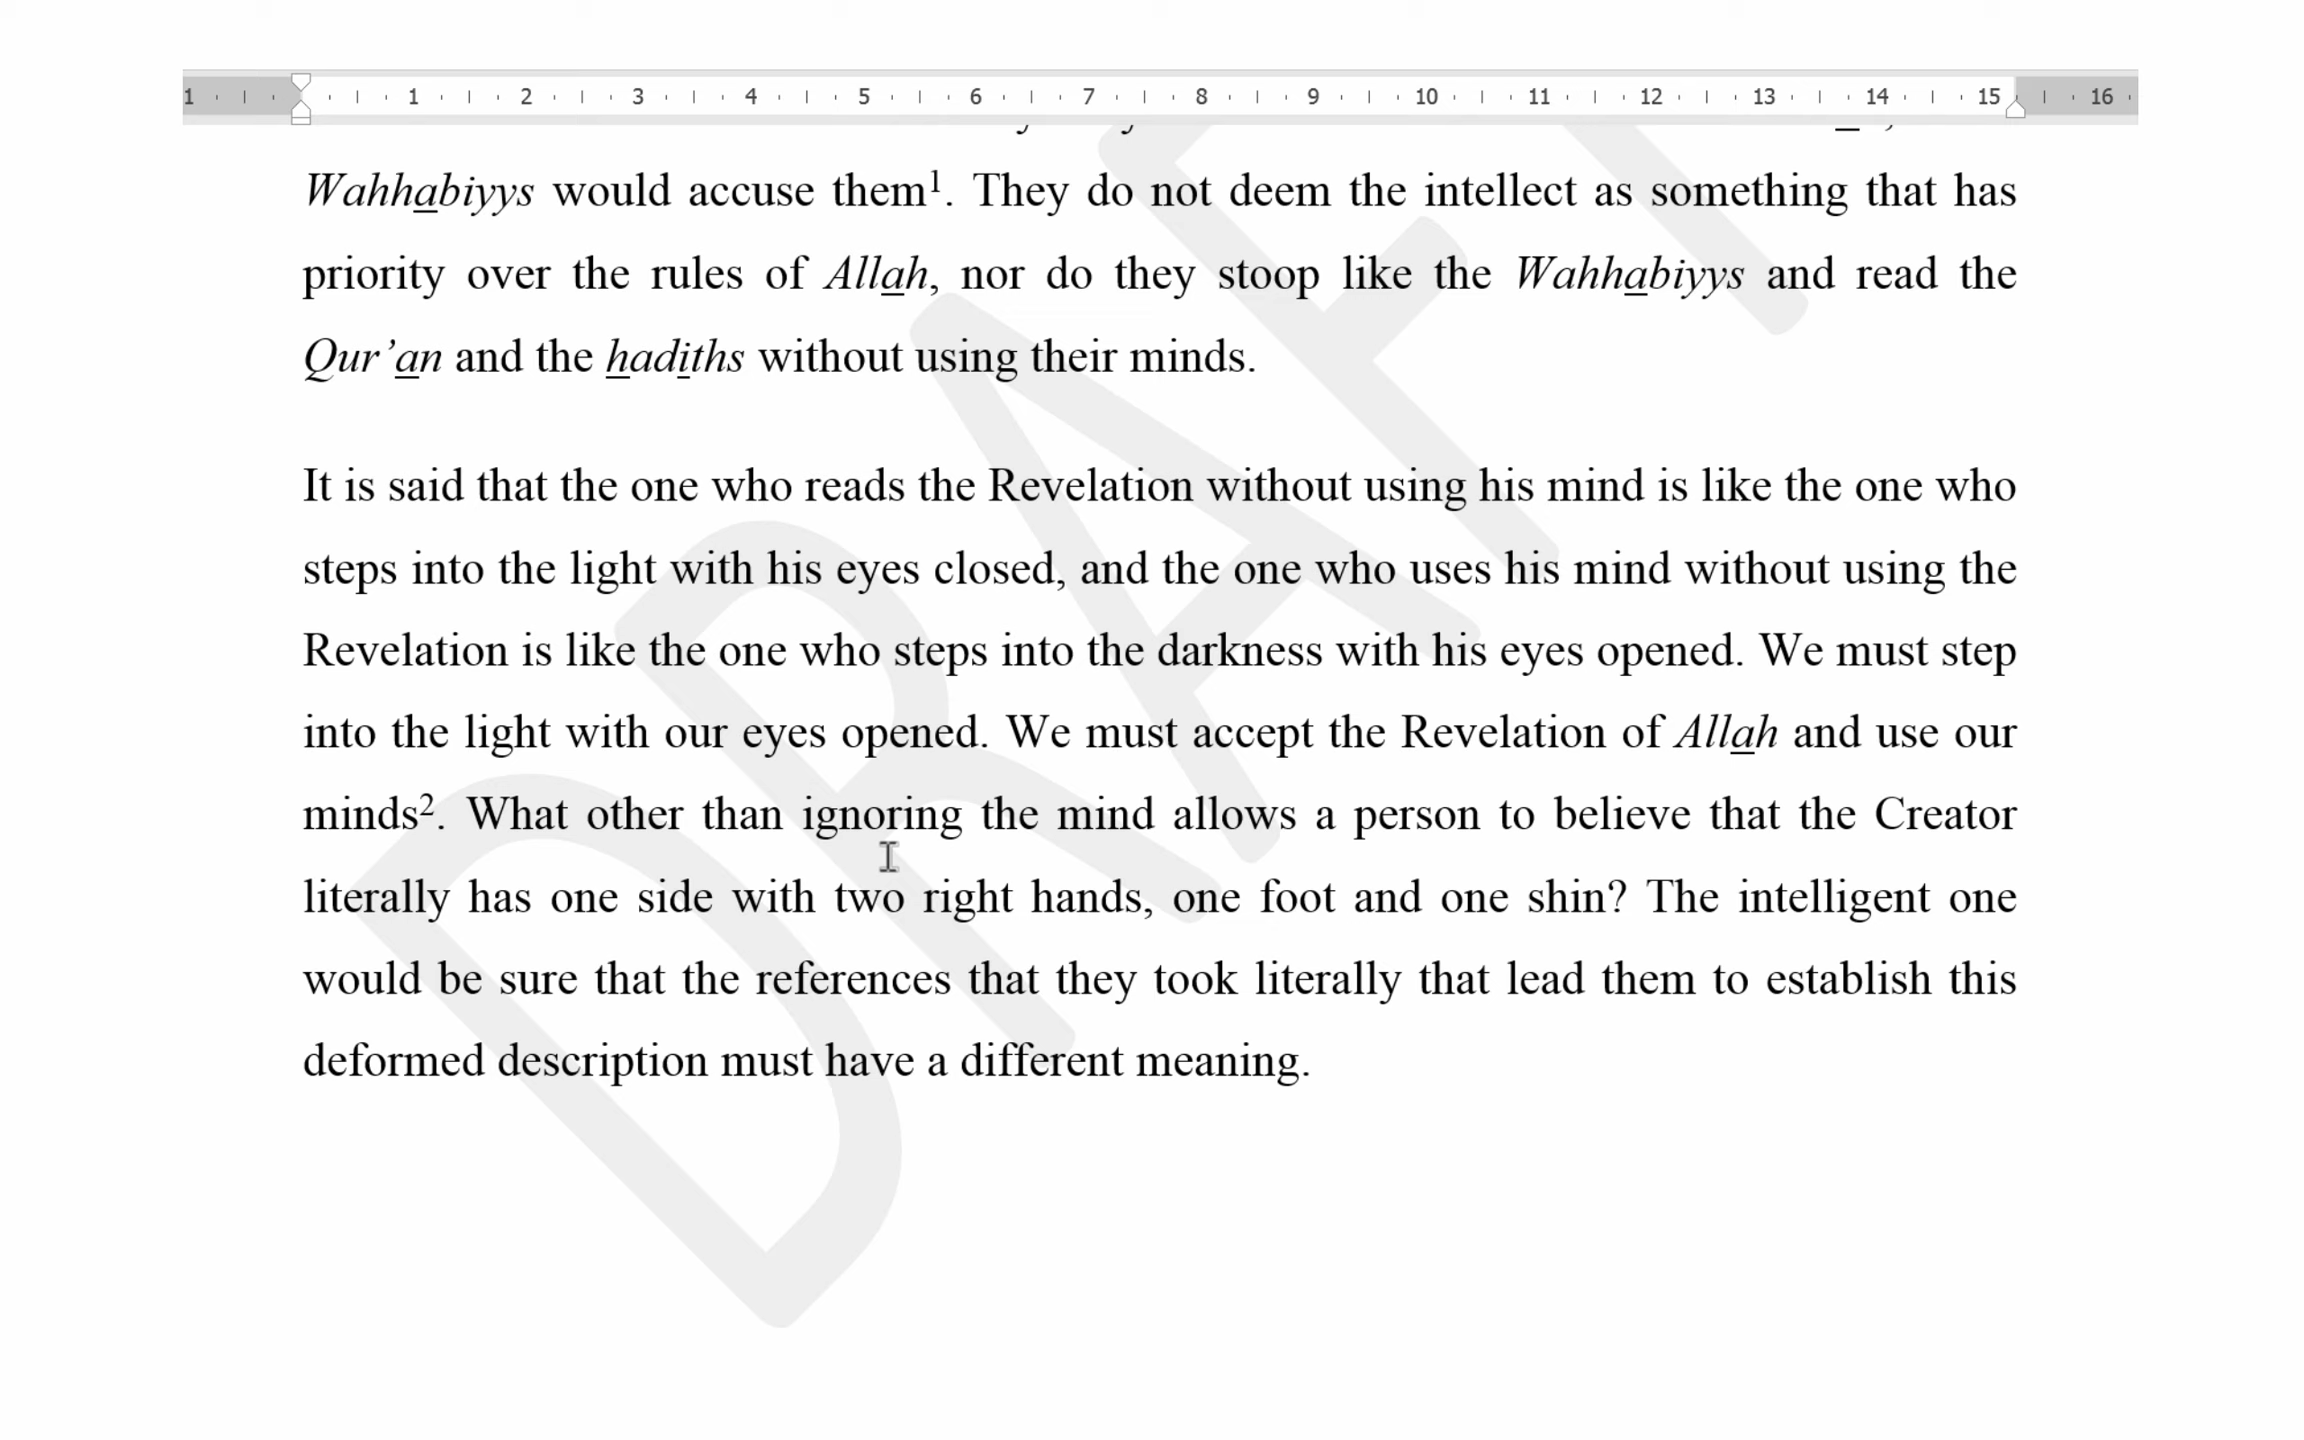 1 1 2 3 4 5 6 7 8 9 10 11 12 13 14 15 16
Wahhabiyys would accuse them1. They do not deem the intellect as something that has
priority over the rules of Allah, nor do they stoop like the Wahhabiyys and read the
Qur’an and the hadiths without using their minds.
It is said that the one who reads the Revelation without using his mind is like the one who
steps into the light with his eyes closed, and the one who uses his mind without using the
Revelation is like the one who steps into the darkness with his eyes opened. We must step
into the light with our eyes opened. We must accept the Revelation of Allah and use our
minds2. What other than ignoring the mind allows a person to believe that the Creator
literally has one side with two right hands, one foot and one shin? The intelligent one
would be sure that the references that they took literally that lead them to establish this
deformed description must have a different meaning.
DRAFT